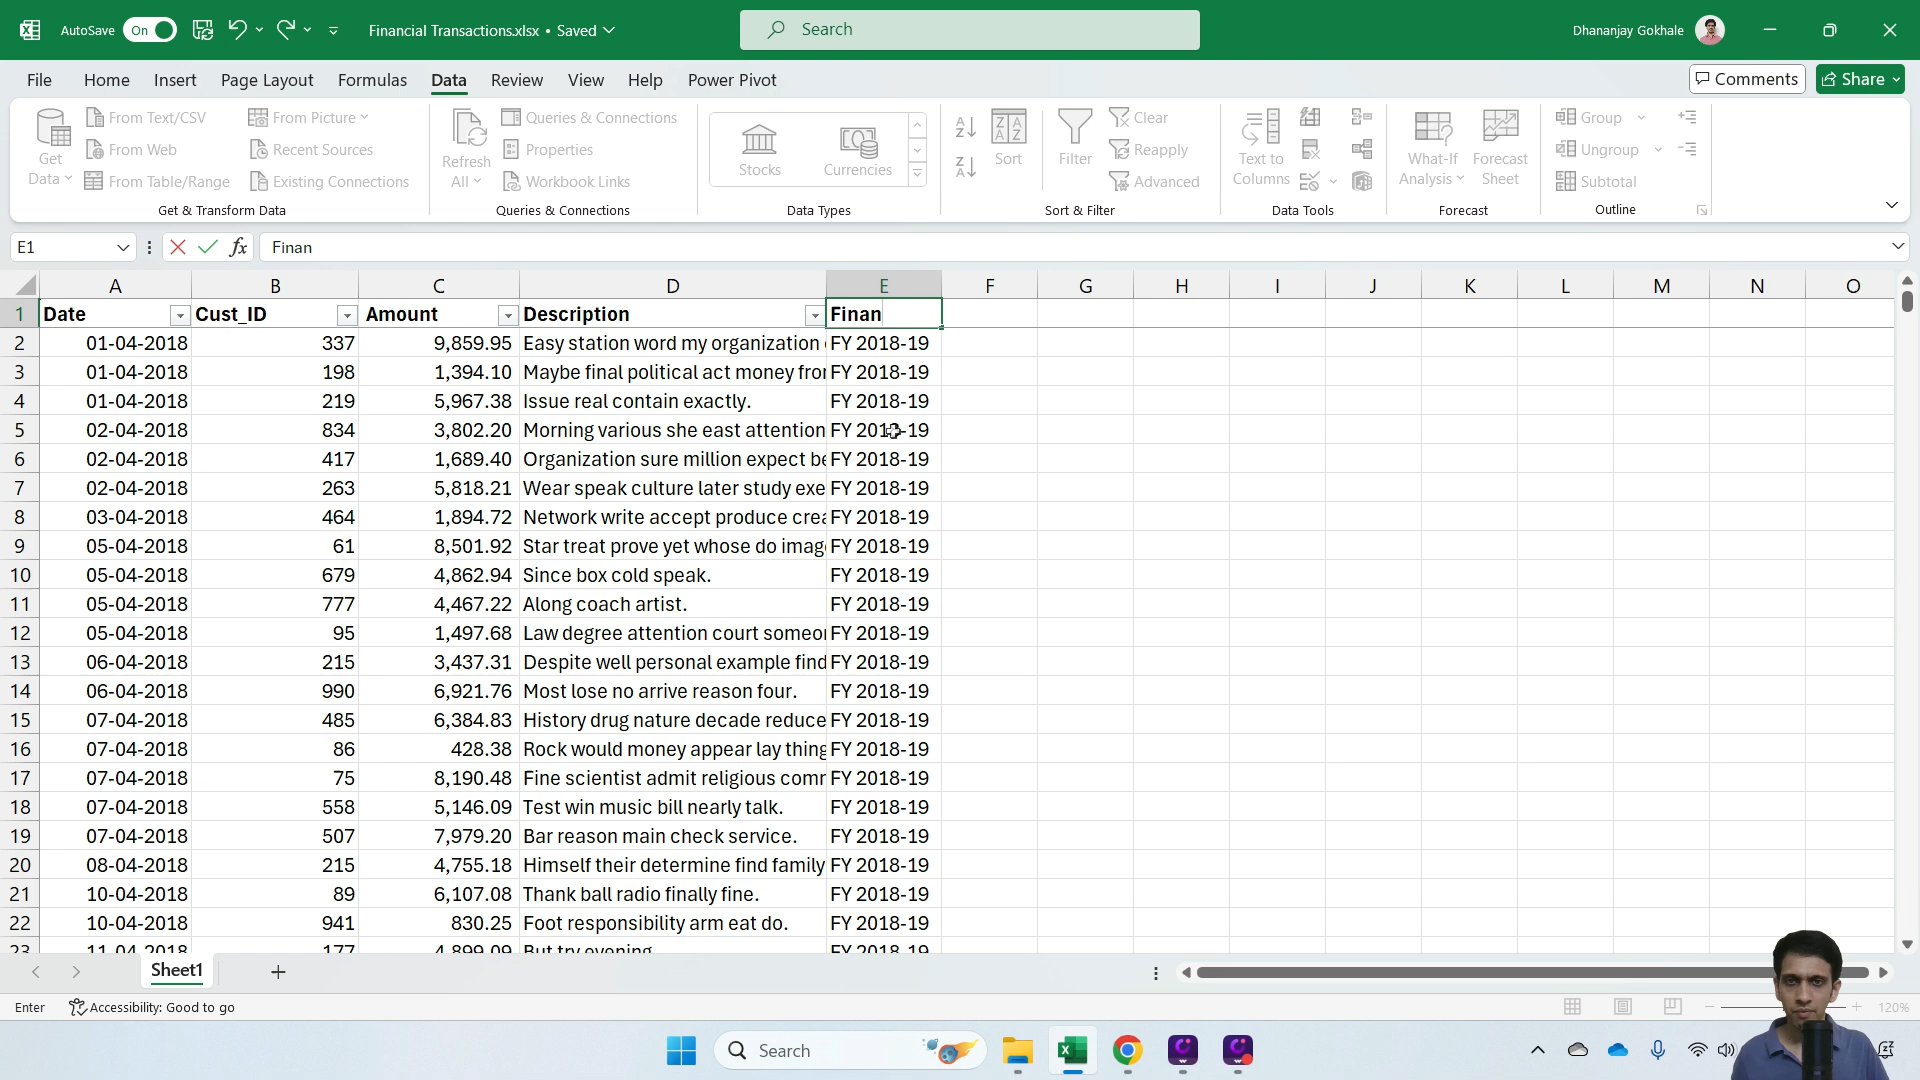 AutoSave On Financial Transactions.xlsx • Saved Search Dhananjay Gokhale
File Home Insert Page Layout Formulas Data Review View Help Power Pivot Comments Share
Get Data From Text/CSV From Web From Table/Range From Picture Recent Sources Existing Connections
Refresh All Queries & Connections Properties Workbook Links
Stocks Currencies
Sort Filter Clear Reapply Advanced
Text to Columns What-If Analysis Forecast Sheet Group Ungroup Subtotal
Get & Transform Data Queries & Connections Data Types Sort & Filter Data Tools Forecast Outline
E1 fx Finan
A B C D E F G H I J K L M N O
1 Date Cust_ID Amount Description Finan
2 01-04-2018 337 9,859.95 Easy station word my organization FY 2018-19
3 01-04-2018 198 1,394.10 Maybe final political act money from FY 2018-19
4 01-04-2018 219 5,967.38 Issue real contain exactly. FY 2018-19
5 02-04-2018 834 3,802.20 Morning various she east attention FY 2018-19
6 02-04-2018 417 1,689.40 Organization sure million expect be FY 2018-19
7 02-04-2018 263 5,818.21 Wear speak culture later study exe FY 2018-19
8 03-04-2018 464 1,894.72 Network write accept produce crea FY 2018-19
9 05-04-2018 61 8,501.92 Star treat prove yet whose do imag FY 2018-19
10 05-04-2018 679 4,862.94 Since box cold speak. FY 2018-19
11 05-04-2018 777 4,467.22 Along coach artist. FY 2018-19
12 05-04-2018 95 1,497.68 Law degree attention court someo FY 2018-19
13 06-04-2018 215 3,437.31 Despite well personal example find FY 2018-19
14 06-04-2018 990 6,921.76 Most lose no arrive reason four. FY 2018-19
15 07-04-2018 485 6,384.83 History drug nature decade reduce FY 2018-19
16 07-04-2018 86 428.38 Rock would money appear lay thing FY 2018-19
17 07-04-2018 75 8,190.48 Fine scientist admit religious com FY 2018-19
18 07-04-2018 558 5,146.09 Test win music bill nearly talk. FY 2018-19
19 07-04-2018 507 7,979.20 Bar reason main check service. FY 2018-19
20 08-04-2018 215 4,755.18 Himself their determine find family FY 2018-19
21 10-04-2018 89 6,107.08 Thank ball radio finally fine. FY 2018-19
22 10-04-2018 941 830.25 Foot responsibility arm eat do. FY 2018-19
23 11-04-2018 177 4,899.09 But try evening FY 2018-19
Sheet1
Enter Accessibility: Good to go 120%
Search